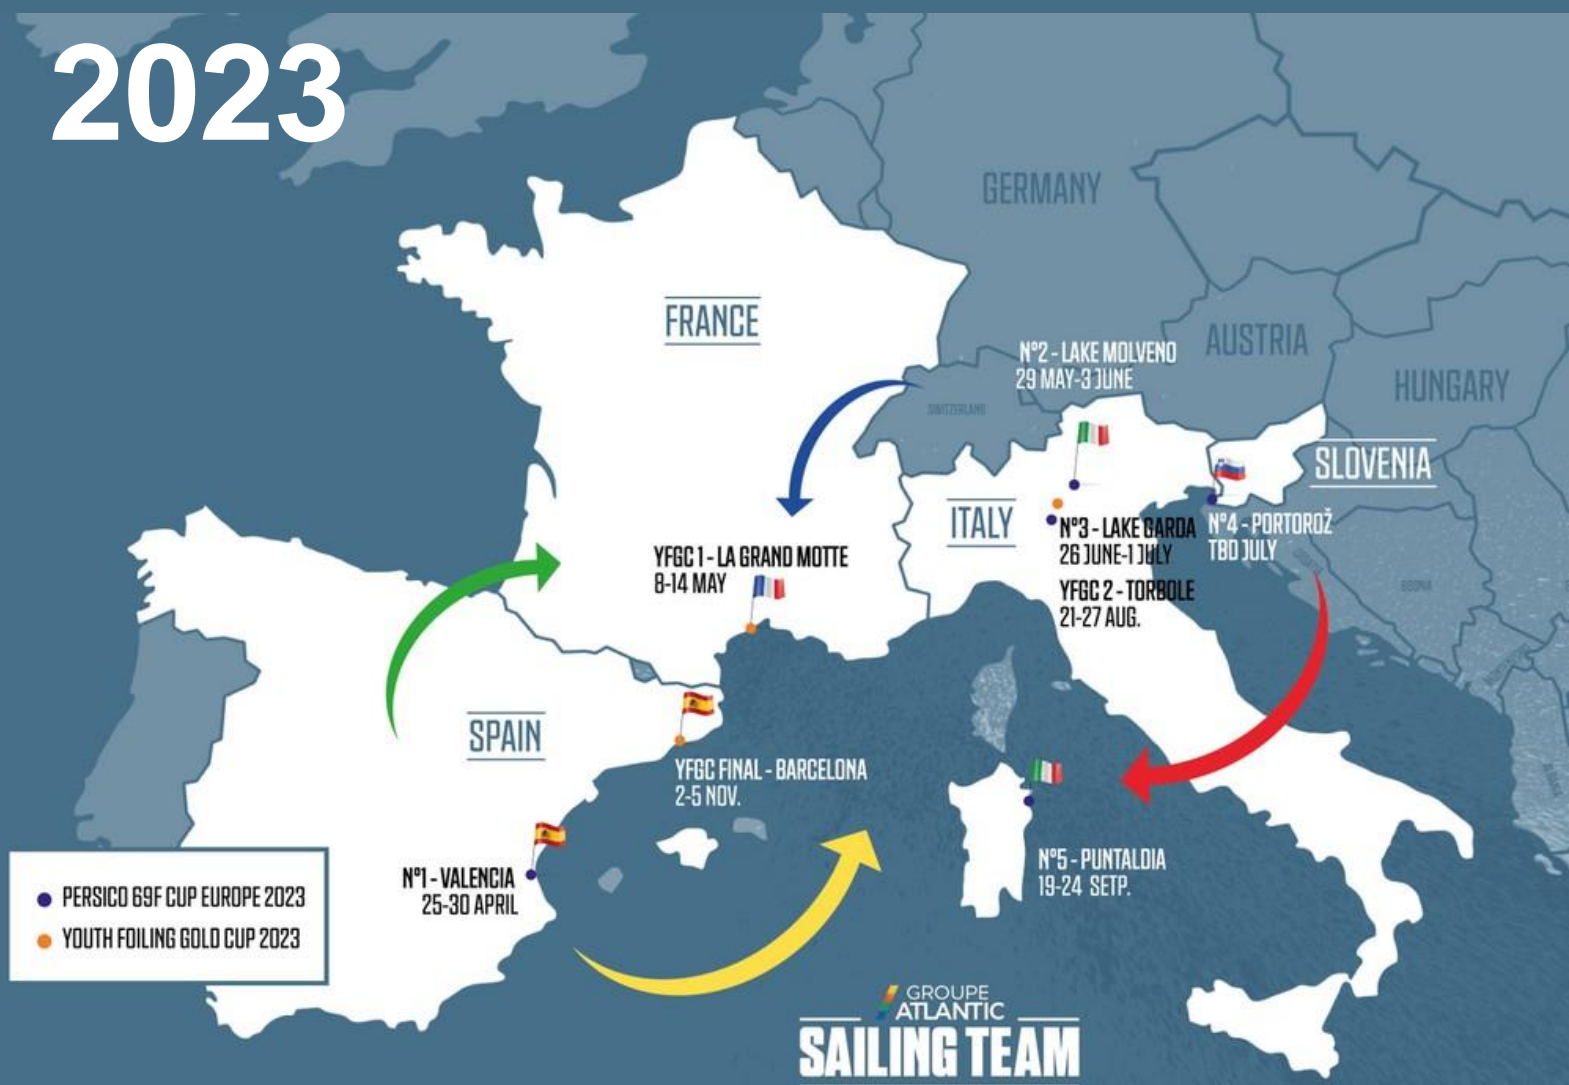 2023
GERMANY
FRANCE
AUSTRIA
N°2 - LAKE MOLVENO
29 MAY-3 JUNE
HUNGARY
SWITZERLAND
SLOVENIA
ITALY
N°3 - LAKE GARDA
26 JUNE-1 JULY
YFGC 2 - TORBOLE
21-27 AUG.
N°4 - PORTOROŽ
TBD JULY
YFGC 1 - LA GRAND MOTTE
8-14 MAY
SPAIN
YFGC FINAL - BARCELONA
2-5 NOV.
N°1 - VALENCIA
25-30 APRIL
N°5 - PUNTALDIA
19-24 SETP.
PERSICO 69F CUP EUROPE 2023
YOUTH FOILING GOLD CUP 2023
GROUPE
ATLANTIC
SAILING TEAM